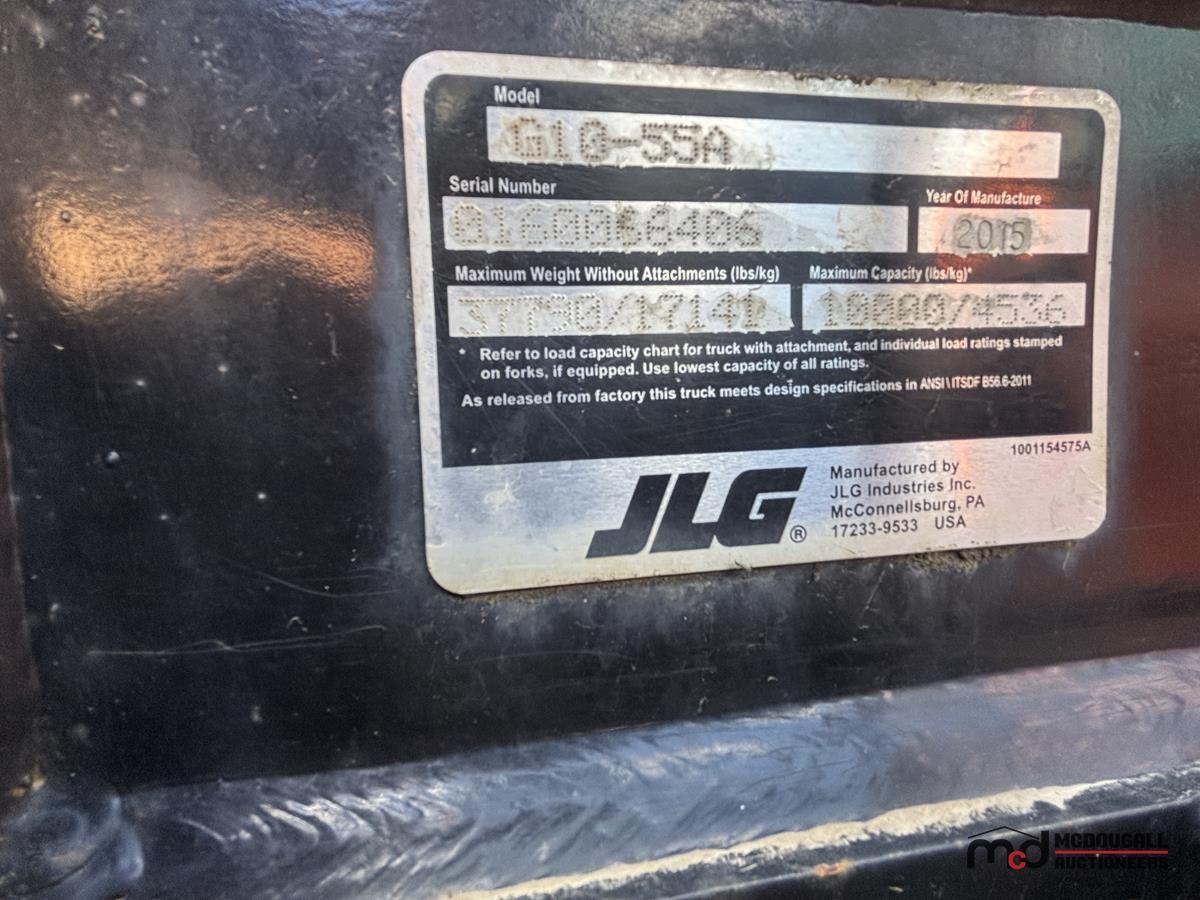 Model
G10-55A
Serial Number
Year Of Manufacture
2015
Maximum Weight Without Attachments (lbs/kg)
Maximum Capacity (lbs/kg)*
37790/17141
10000/4536
* Refer to load capacity chart for truck with attachment, and individual load ratings stamped
on forks, if equipped. Use lowest capacity of all ratings.
As released from factory this truck meets design specifications in ANSI\ITSDF B56.6-2011
1001154575A
JLG®
Manufactured by
JLG Industries Inc.
McConnellsburg, PA
17233-9533 USA
mcd MCDOUGALL
AUCTIONEERS